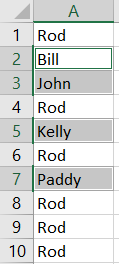 A
1 Rod
2 Bill
3 John
4 Rod
5 Kelly
6 Rod
7 Paddy
8 Rod
9 Rod
10 Rod